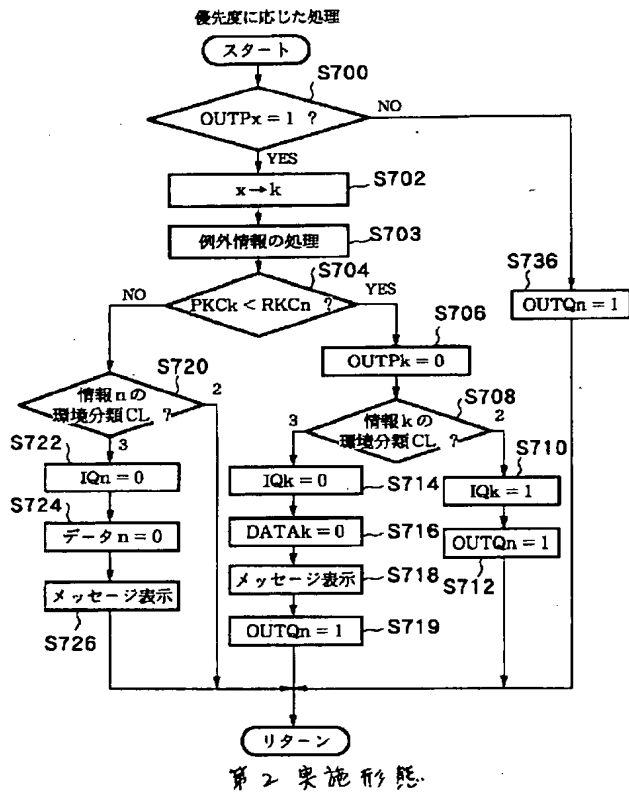 優先度に応じた処理
スタート
S700
OUTPx = 1 ?
NO
YES
x→k
S702
例外情報の処理
S703
S704
NO
PKCk < RKCn ?
YES
S736
OUTQn = 1
S706
OUTPk = 0
S720
情報nの
環境分類CL ?
2
3
S708
情報kの
環境分類CL ?
3
2
S722
IQn = 0
IQk = 0
S714
S710
IQk = 1
S724
データn = 0
DATAk = 0
S716
OUTQn = 1
S712
メッセージ表示
S726
メッセージ表示
S718
OUTQn = 1
S719
リターン
第2実施形態